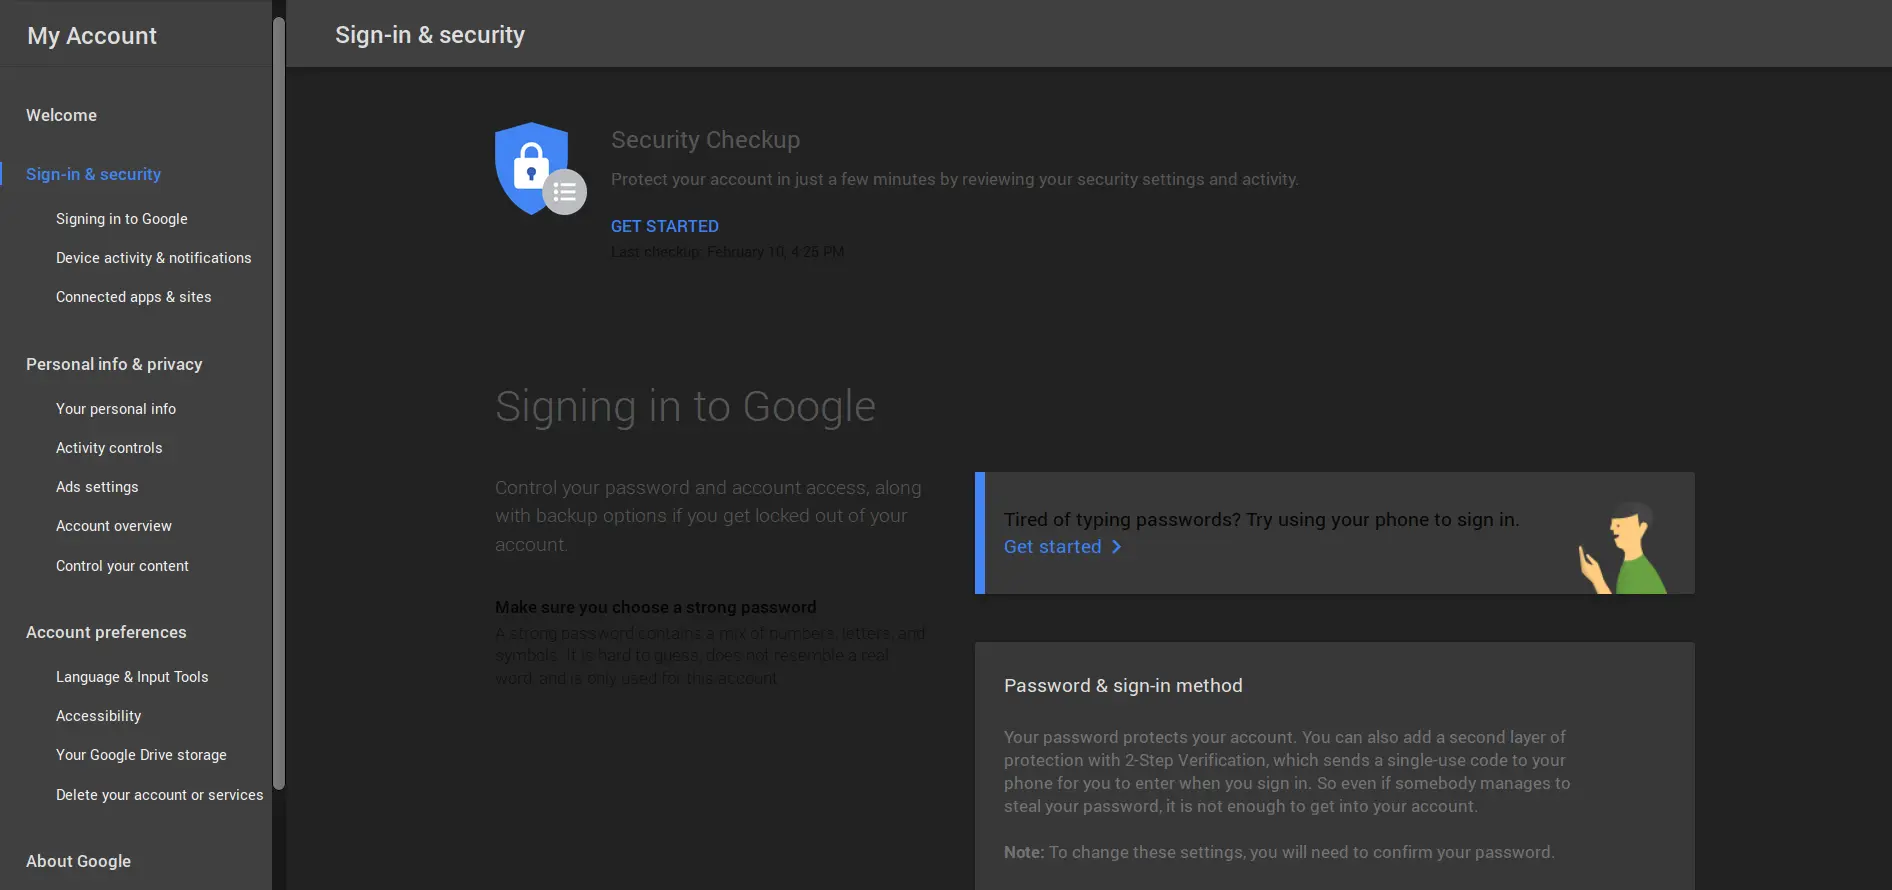 My Account
Sign-in & security
Welcome
Sign-in & security
Signing in to Google
Device activity & notifications
Connected apps & sites
Personal info & privacy
Your personal info
Activity controls
Ads settings
Account overview
Control your content
Account preferences
Language & Input Tools
Accessibility
Your Google Drive storage
Delete your account or services
About Google
Security Checkup
Protect your account in just a few minutes by reviewing your security settings and activity.
GET STARTED
Last checkup: February 10, 4:25 PM
Signing in to Google
Control your password and account access, along
with backup options if you get locked out of your
account.
Make sure you choose a strong password
A strong password contains a mix of numbers, letters, and
symbols. It is hard to guess, does not resemble a real
word, and is only used for this account.
Tired of typing passwords? Try using your phone to sign in.
Get started
Password & sign-in method
Your password protects your account. You can also add a second layer of
protection with 2-Step Verification, which sends a single-use code to your
phone for you to enter when you sign in. So even if somebody manages to
steal your password, it is not enough to get into your account.
Note: To change these settings, you will need to confirm your password.